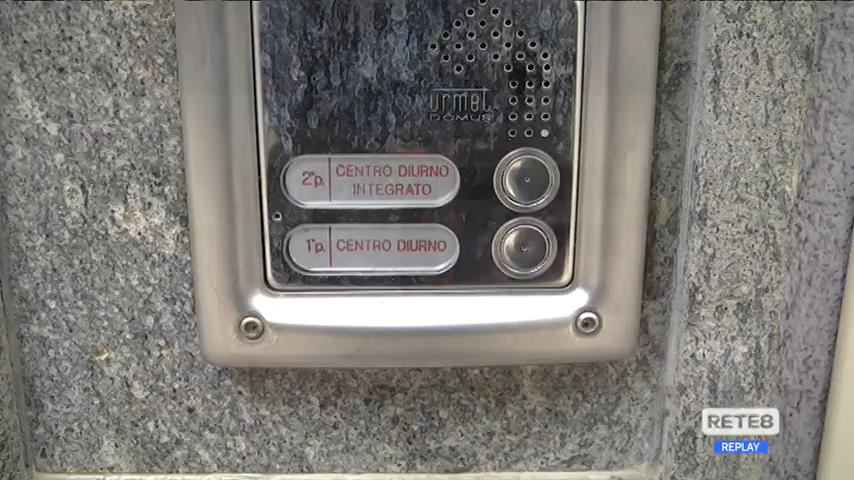 urmet
DOMUS
2°p. CENTRO DIURNO
INTEGRATO
1°p. CENTRO DIURNO
RETE8
REPLAY